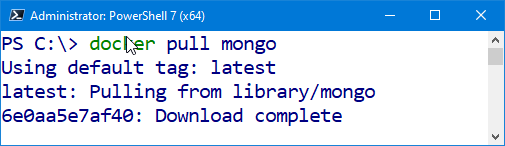 Administrator: PowerShell 7 (x64)
PS C:\> docker pull mongo
Using default tag: latest
latest: Pulling from library/mongo
6e0aa5e7af40: Download complete